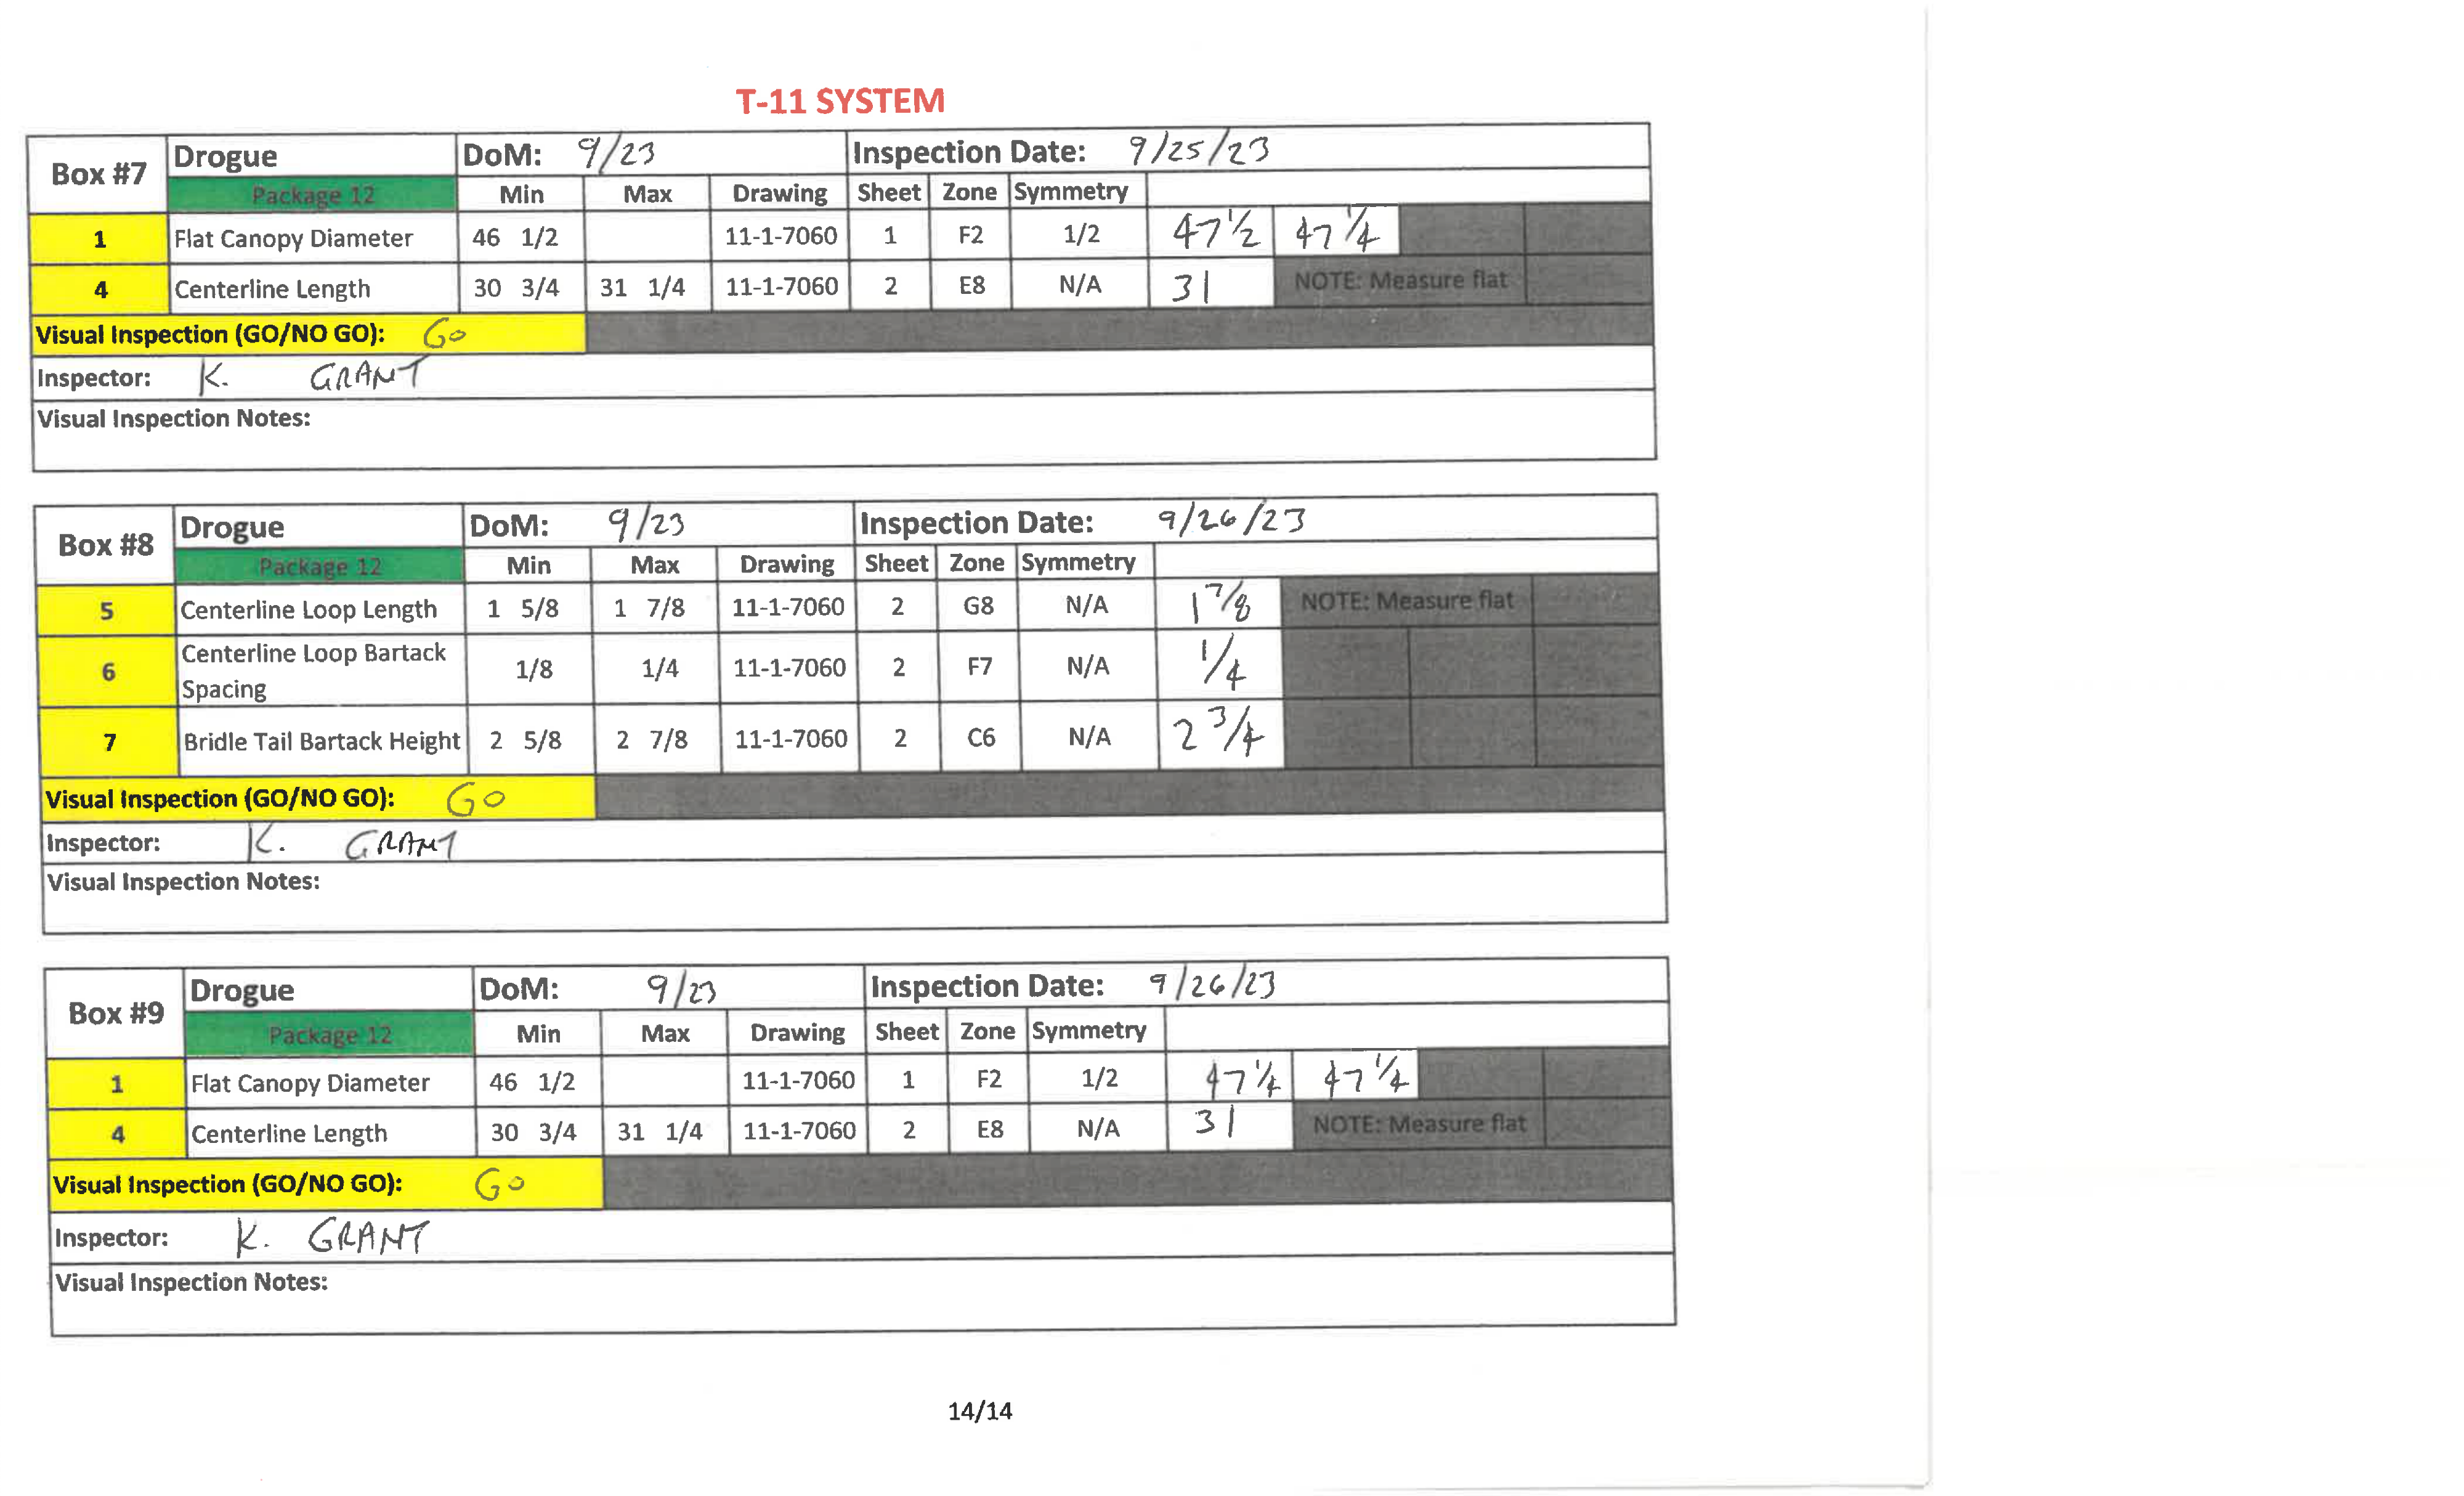 T-11 SYSTEM
Box #7 Drogue DoM: 9/23 Inspection Date: 9/25/23
Package 12 Min Max Drawing Sheet Zone Symmetry
1 Flat Canopy Diameter 46 1/2 11-1-7060 1 F2 1/2 47 1/2 47 1/4
4 Centerline Length 30 3/4 31 1/4 11-1-7060 2 E8 N/A 31 NOTE: Measure flat
Visual Inspection (GO/NO GO): GO
Inspector: K. GRANT
Visual Inspection Notes:
Box #8 Drogue DoM: 9/23 Inspection Date: 9/26/23
Package 12 Min Max Drawing Sheet Zone Symmetry
5 Centerline Loop Length 1 5/8 1 7/8 11-1-7060 2 G8 N/A 1 7/8 NOTE: Measure flat
6 Centerline Loop Bartack Spacing 1/8 1/4 11-1-7060 2 F7 N/A 1/4
7 Bridle Tail Bartack Height 2 5/8 2 7/8 11-1-7060 2 C6 N/A 2 3/4
Visual Inspection (GO/NO GO): GO
Inspector: K. GRANT
Visual Inspection Notes:
Box #9 Drogue DoM: 9/23 Inspection Date: 9/26/23
Package 12 Min Max Drawing Sheet Zone Symmetry
1 Flat Canopy Diameter 46 1/2 11-1-7060 1 F2 1/2 47 1/4 47 1/4
4 Centerline Length 30 3/4 31 1/4 11-1-7060 2 E8 N/A 31 NOTE: Measure flat
Visual Inspection (GO/NO GO): GO
Inspector: K. GRANT
Visual Inspection Notes:
14/14